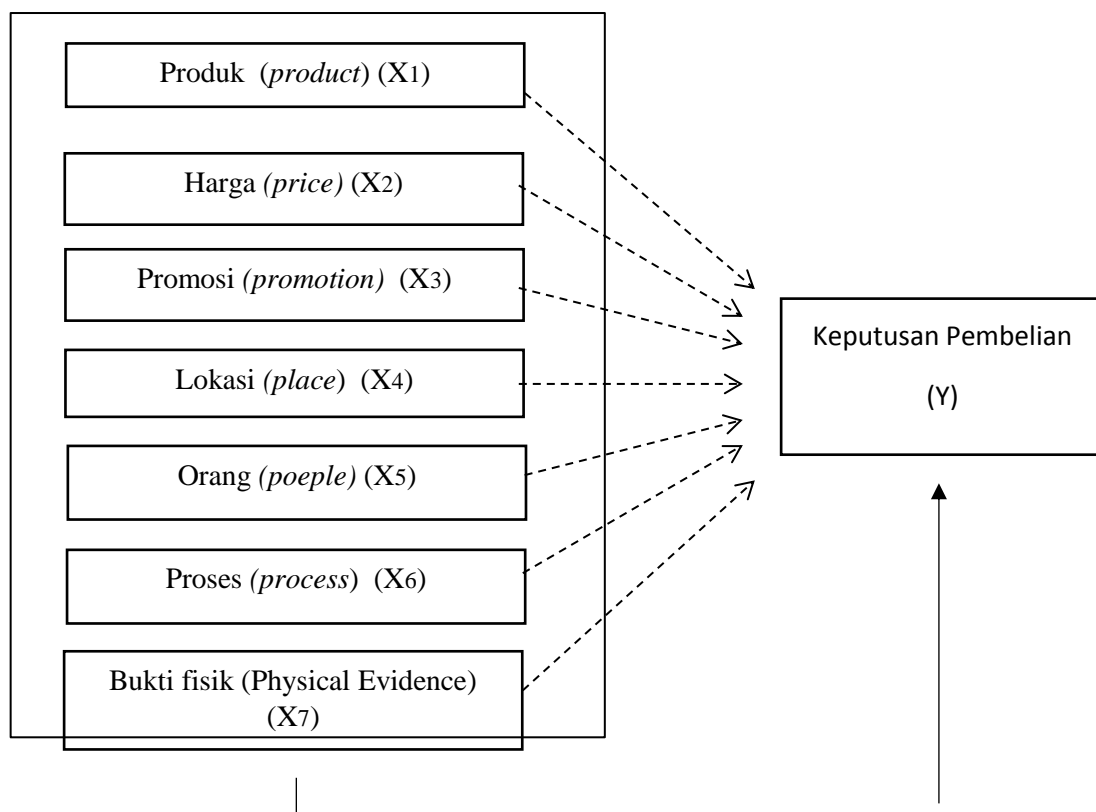 Produk (product) (X1)
Harga (price) (X2)
Promosi (promotion) (X3)
Lokasi (place) (X4)
Orang (poeple) (X5)
Proses (process) (X6)
Bukti fisik (Physical Evidence)
(X7)
Keputusan Pembelian
(Y)